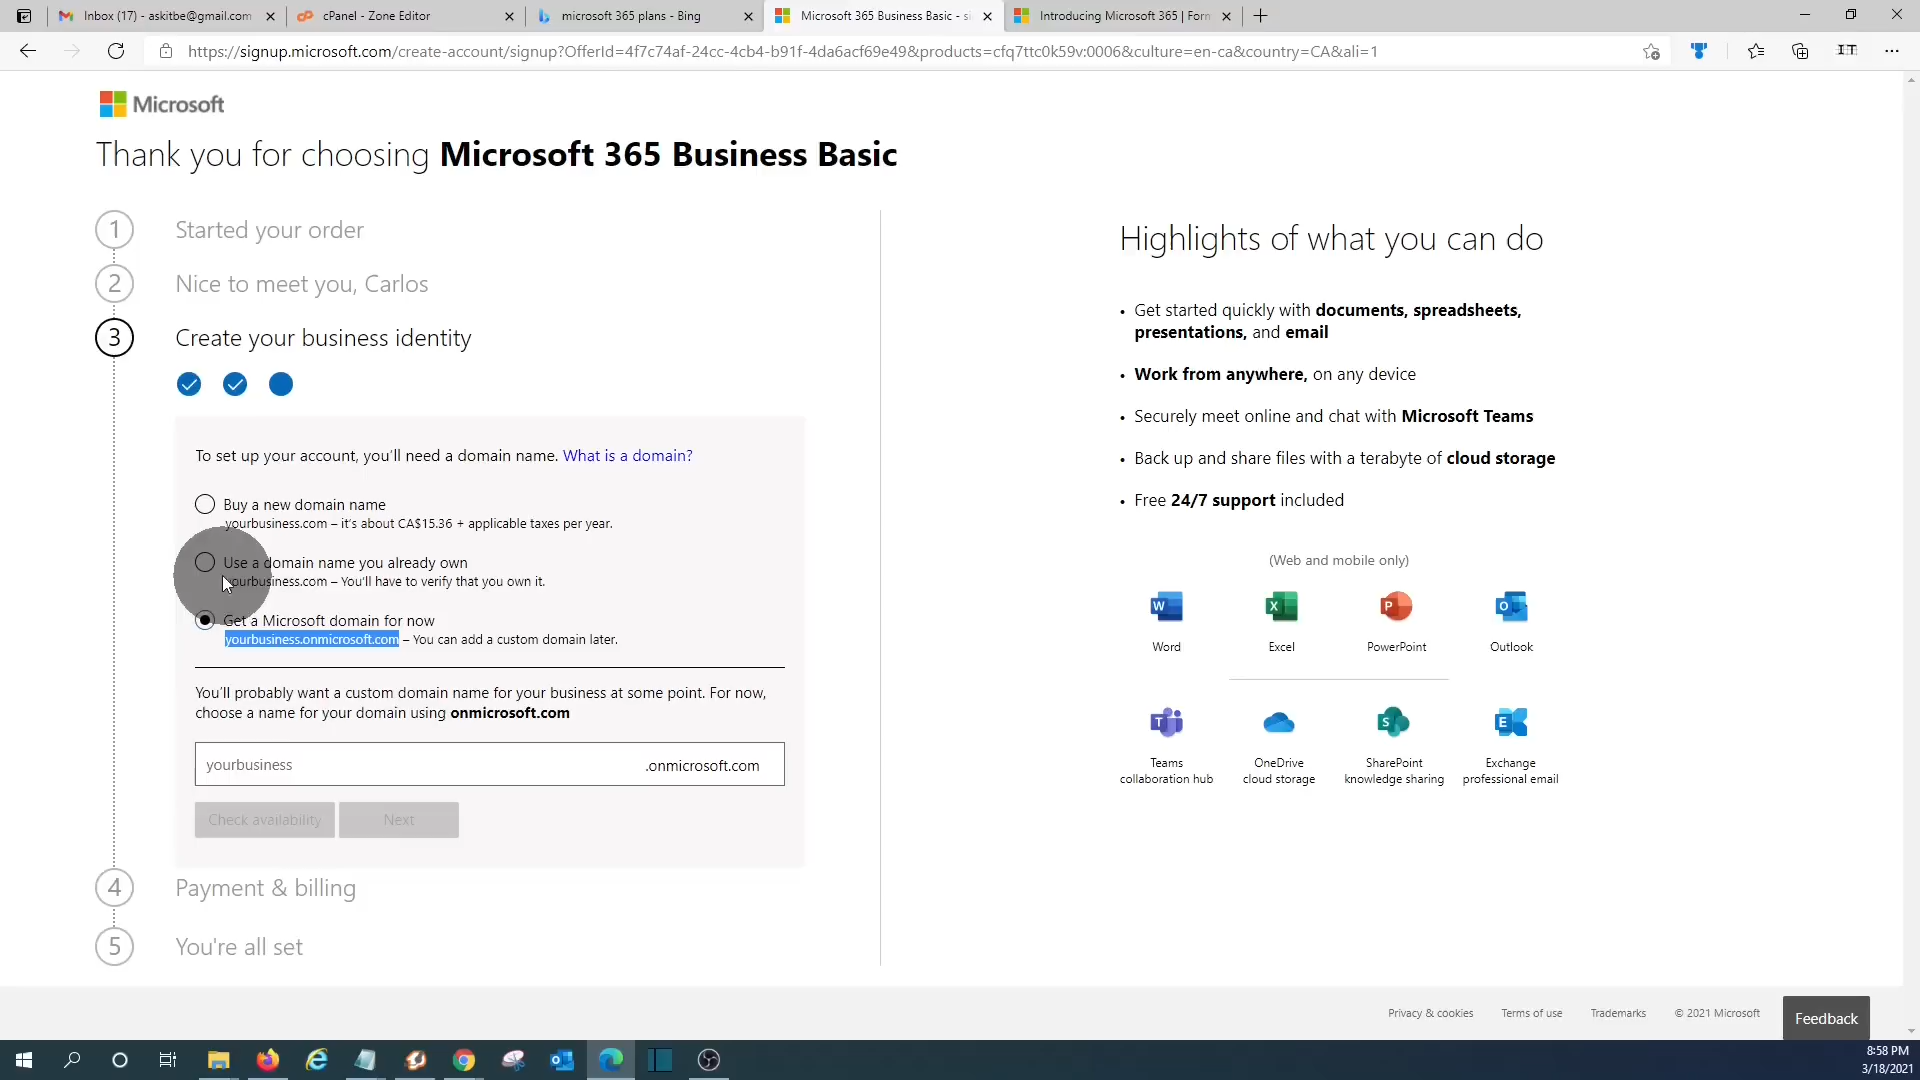 Inbox (17) - askitbe@gmail.com
cPanel - Zone Editor
microsoft 365 plans - Bing
Microsoft 365 Business Basic - si
Introducing Microsoft 365 | Form
https://signup.microsoft.com/create-account/signup?OfferId=4f7c74af-24cc-4cb4-b91f-4da6acf69e49&products=cfq7ttc0k59v:0006&culture=en-ca&country=CA&ali=1
Microsoft
Thank you for choosing Microsoft 365 Business Basic
1 Started your order
2 Nice to meet you, Carlos
3 Create your business identity
To set up your account, you'll need a domain name. What is a domain?
Buy a new domain name
yourbusiness.com – it's about CA$15.36 + applicable taxes per year.
Use a domain name you already own
yourbusiness.com – You'll have to verify that you own it.
Get a Microsoft domain for now
yourbusiness.onmicrosoft.com – You can add a custom domain later.
You'll probably want a custom domain name for your business at some point. For now,
choose a name for your domain using onmicrosoft.com
yourbusiness .onmicrosoft.com
Check availability Next
4 Payment & billing
5 You're all set
Highlights of what you can do
• Get started quickly with documents, spreadsheets,
presentations, and email
• Work from anywhere, on any device
• Securely meet online and chat with Microsoft Teams
• Back up and share files with a terabyte of cloud storage
• Free 24/7 support included
(Web and mobile only)
Word Excel PowerPoint Outlook
Teams OneDrive SharePoint Exchange
collaboration hub cloud storage knowledge sharing professional email
Privacy & cookies Terms of use Trademarks © 2021 Microsoft Feedback
8:58 PM
3/18/2021